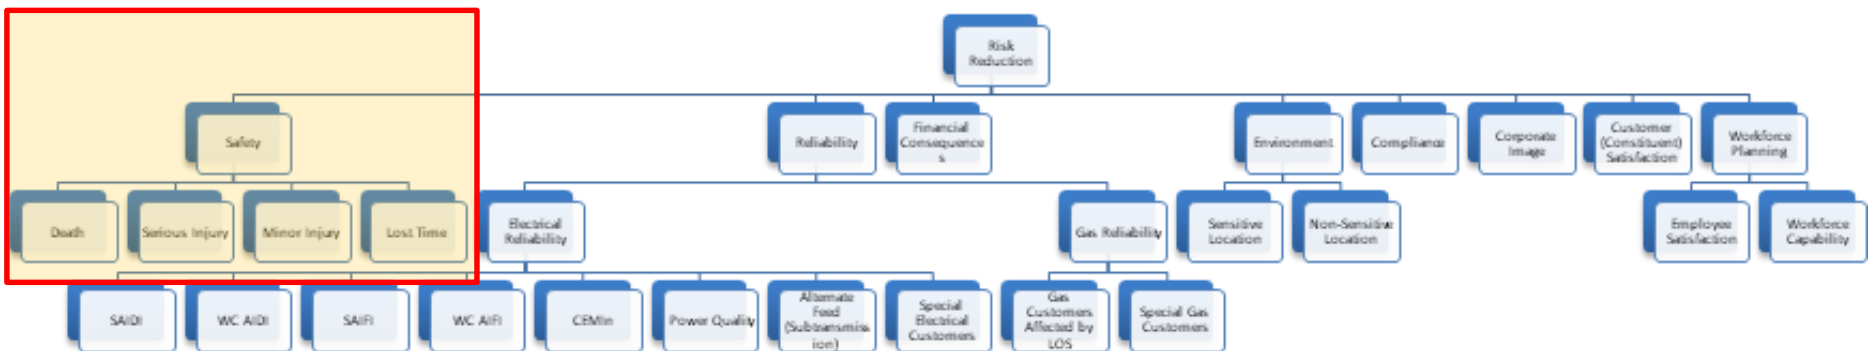 Risk
Reduction
Safety
Reliability
Financial
Consequence
s
Environment
Compliance
Corporate
Image
Customer
(Constituent)
Satisfaction
Workforce
Planning
Death
Serious Injury
Minor Injury
Lost Time
Electrical
Reliability
Gas Reliability
Sensitive
Location
Non-Sensitive
Location
Employee
Satisfaction
Workforce
Capability
SAIDI
WC AIDI
SAIFI
WC AIFI
CEMIn
Power Quality
Alternate
Feed
(Subtransmiss
ion)
Special
Electrical
Customers
Gas
Customers
Affected by
LOS
Special Gas
Customers